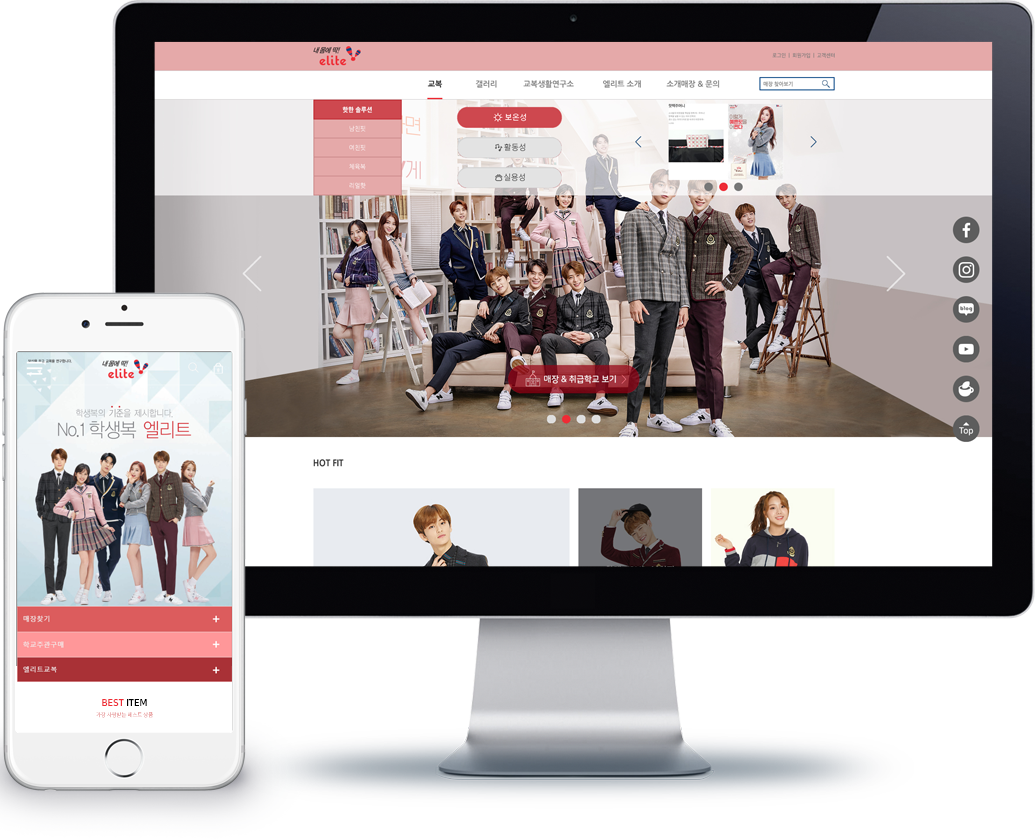 내 몸에 딱!
elite
로그인 | 회원가입 | 고객센터
교복
갤러리
교복생활연구소
엘리트 소개
소개매장 & 문의
매장 찾아보기
핫한 솔루션
남친핏
여친핏
체육복
리얼핏
보온성
활동성
실용성
매장 & 취급학교 보기
blog
Top
HOT FIT
내 몸에 딱!
elite
학생복의 기준을 제시합니다.
No.1 학생복 엘리트
매장찾기
학교주관구매
엘리트교복
BEST ITEM
가장 사랑받는 베스트 상품